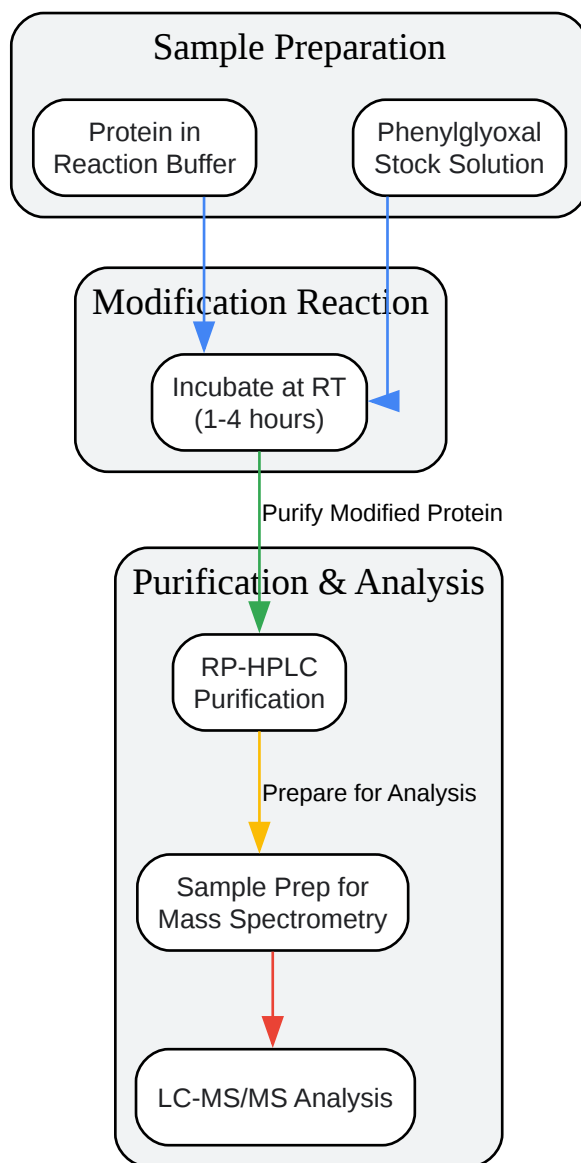 Sample Preparation
Protein in
Reaction Buffer
Phenylglyoxal
Stock Solution
Modification Reaction
Incubate at RT
(1-4 hours)
Purify Modified Protein
Purification & Analysis
RP-HPLC
Purification
Prepare for Analysis
Sample Prep for
Mass Spectrometry
LC-MS/MS Analysis